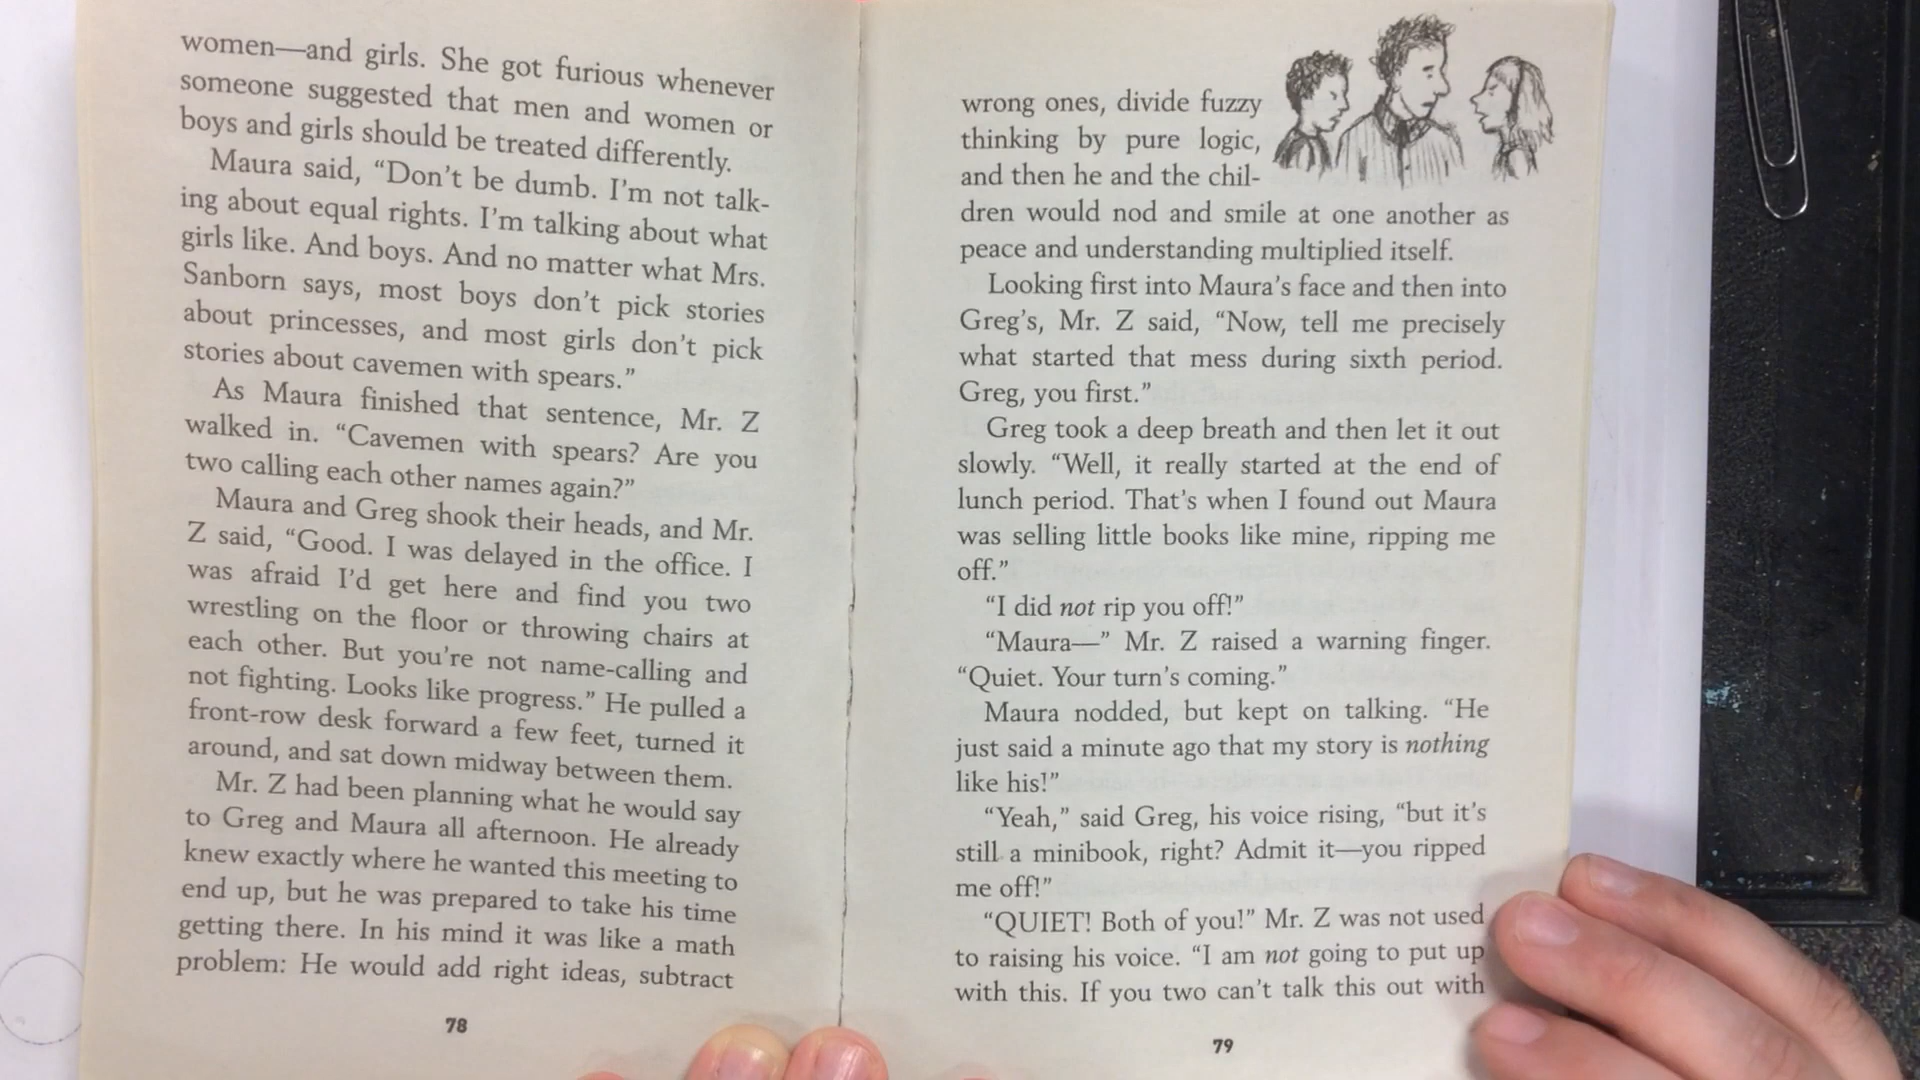 women—and girls. She got furious whenever
someone suggested that men and women or
boys and girls should be treated differently.
Maura said, “Don’t be dumb. I’m not talk-
ing about equal rights. I’m talking about what
girls like. And boys. And no matter what Mrs.
Sanborn says, most boys don’t pick stories
about princesses, and most girls don’t pick
stories about cavemen with spears.”
As Maura finished that sentence, Mr. Z
walked in. “Cavemen with spears? Are you
two calling each other names again?”
Maura and Greg shook their heads, and Mr.
Z said, “Good. I was delayed in the office. I
was afraid I’d get here and find you two
wrestling on the floor or throwing chairs at
each other. But you’re not name-calling and
not fighting. Looks like progress.” He pulled a
front-row desk forward a few feet, turned it
around, and sat down midway between them.
Mr. Z had been planning what he would say
to Greg and Maura all afternoon. He already
knew exactly where he wanted this meeting to
end up, but he was prepared to take his time
getting there. In his mind it was like a math
problem: He would add right ideas, subtract
78
wrong ones, divide fuzzy
thinking by pure logic,
and then he and the chil-
dren would nod and smile at one another as
peace and understanding multiplied itself.
Looking first into Maura’s face and then into
Greg’s, Mr. Z said, “Now, tell me precisely
what started that mess during sixth period.
Greg, you first.”
Greg took a deep breath and then let it out
slowly. “Well, it really started at the end of
lunch period. That’s when I found out Maura
was selling little books like mine, ripping me
off.”
“I did not rip you off!”
“Maura—” Mr. Z raised a warning finger.
“Quiet. Your turn’s coming.”
Maura nodded, but kept on talking. “He
just said a minute ago that my story is nothing
like his!”
“Yeah,” said Greg, his voice rising, “but it’s
still a minibook, right? Admit it—you ripped
me off!”
“QUIET! Both of you!” Mr. Z was not used
to raising his voice. “I am not going to put up
with this. If you two can’t talk this out with
79